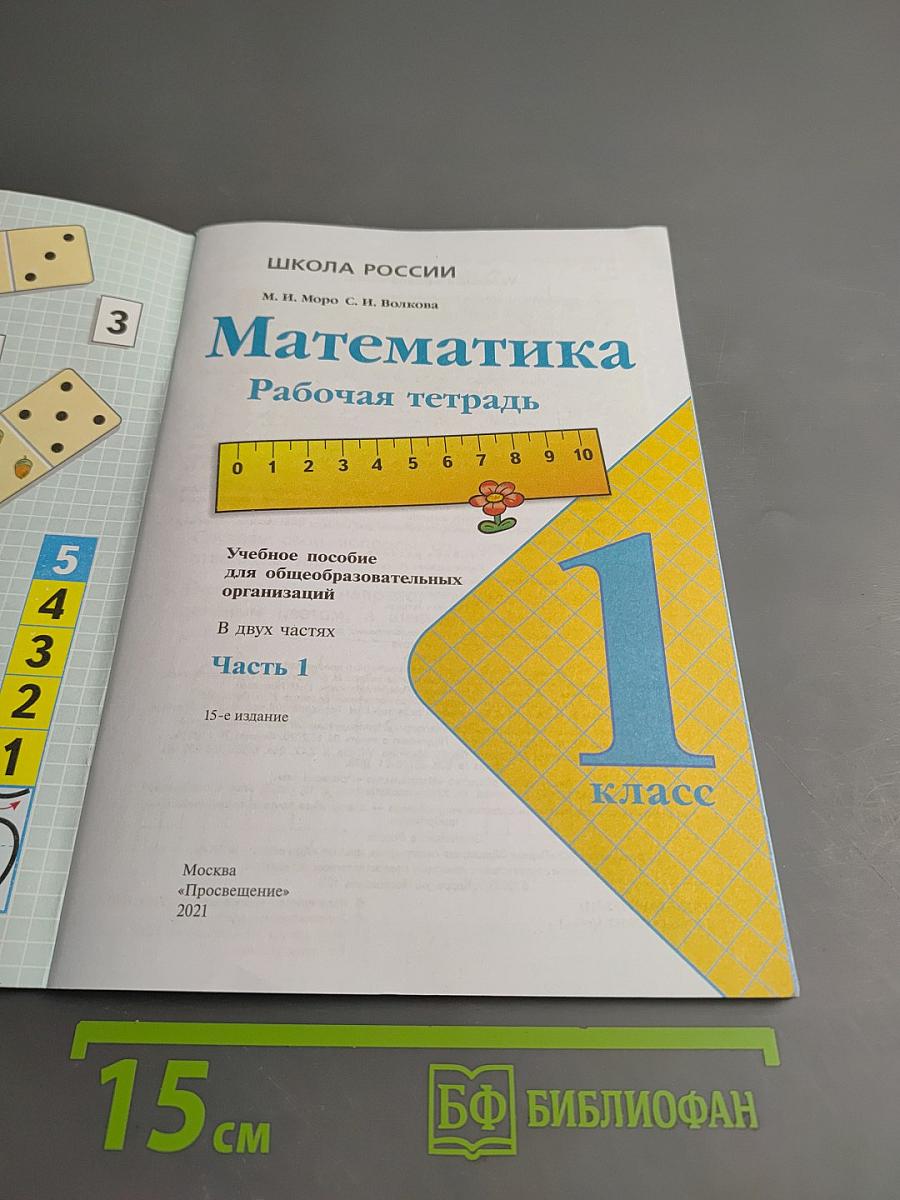 3
5
4
3
2
1
ШКОЛА РОССИИ
М. И. Моро С. И. Волкова
Математика
Рабочая тетрадь
0 1 2 3 4 5 6 7 8 9 10
Учебное пособие
для общеобразовательных
организаций
В двух частях
Часть 1
15-е издание
1
класс
Москва
«Просвещение»
2021
15 см
БФ БИБЛИОФАН